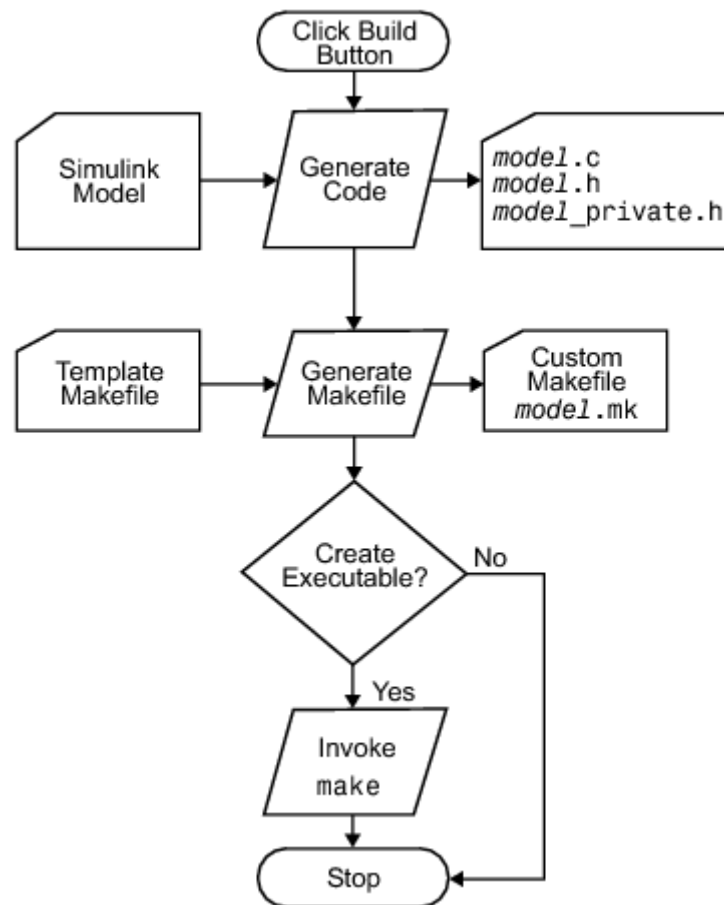 Click Build
Button
Simulink
Model
Generate
Code
model.c
model.h
model_private.h
Template
Makefile
Generate
Makefile
Custom
Makefile
model.mk
Create
Executable?
No
Yes
Invoke
make
Stop